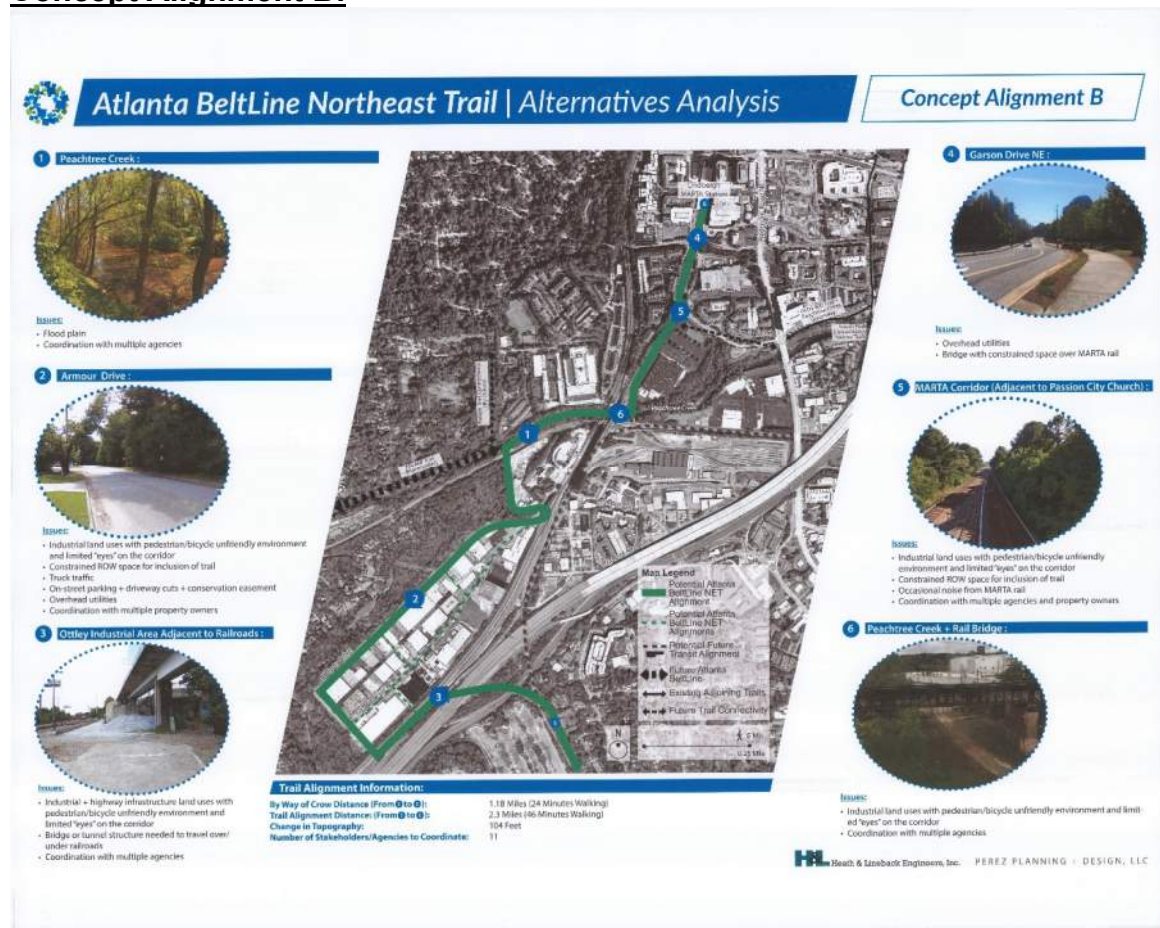 Concept Alignment B:
Atlanta BeltLine Northeast Trail | Alternatives Analysis
Concept Alignment B
1 Peachtree Creek :
Issues:
• Flood plain
• Coordination with multiple agencies
2 Armour Drive :
Issues:
• Industrial land uses with pedestrian/bicycle unfriendly environment
and limited "eyes" on the corridor
• Constrained ROW space for inclusion of trail
• Truck traffic
• On-street parking + driveway cuts + conservation easement
• Overhead utilities
• Coordination with multiple property owners
3 Ottley Industrial Area Adjacent to Railroads :
Issues:
• Industrial + highway infrastructure land uses with
pedestrian/bicycle unfriendly environment and
limited "eyes" on the corridor
• Bridge or tunnel structure needed to travel over/
under railroads
• Coordination with multiple agencies
MARTA Station
4
5
Peachtree Creek
6
1
2
3
Map Legend
Potential Atlanta
BeltLine NET
Alignment
Potential Atlanta
BeltLine NET
Alignments
Potential Future
Transit Alignment
Future Atlanta
BeltLine
Existing Adjoining Trails
Future Trail Connectivity
N
0.25 Mile
Trail Alignment Information:
By Way of Crow Distance (From to ): 1.18 Miles (24 Minutes Walking)
Trail Alignment Distance: (From to ): 2.3 Miles (46 Minutes Walking)
Change in Topography: 104 Feet
Number of Stakeholders/Agencies to Coordinate: 11
4 Garson Drive NE :
Issues:
• Overhead utilities
• Bridge with constrained space over MARTA rail
5 MARTA Corridor (Adjacent to Passion City Church) :
Issues:
• Industrial land uses with pedestrian/bicycle unfriendly
environment and limited "eyes" on the corridor
• Constrained ROW space for inclusion of trail
• Occasional noise from MARTA rail
• Coordination with multiple agencies and property owners
6 Peachtree Creek + Rail Bridge :
Issues:
• Industrial land uses with pedestrian/bicycle unfriendly environment and limit-
ed "eyes" on the corridor
• Coordination with multiple agencies
H&L Heath & Lineback Engineers, Inc. PEREZ PLANNING + DESIGN, LLC